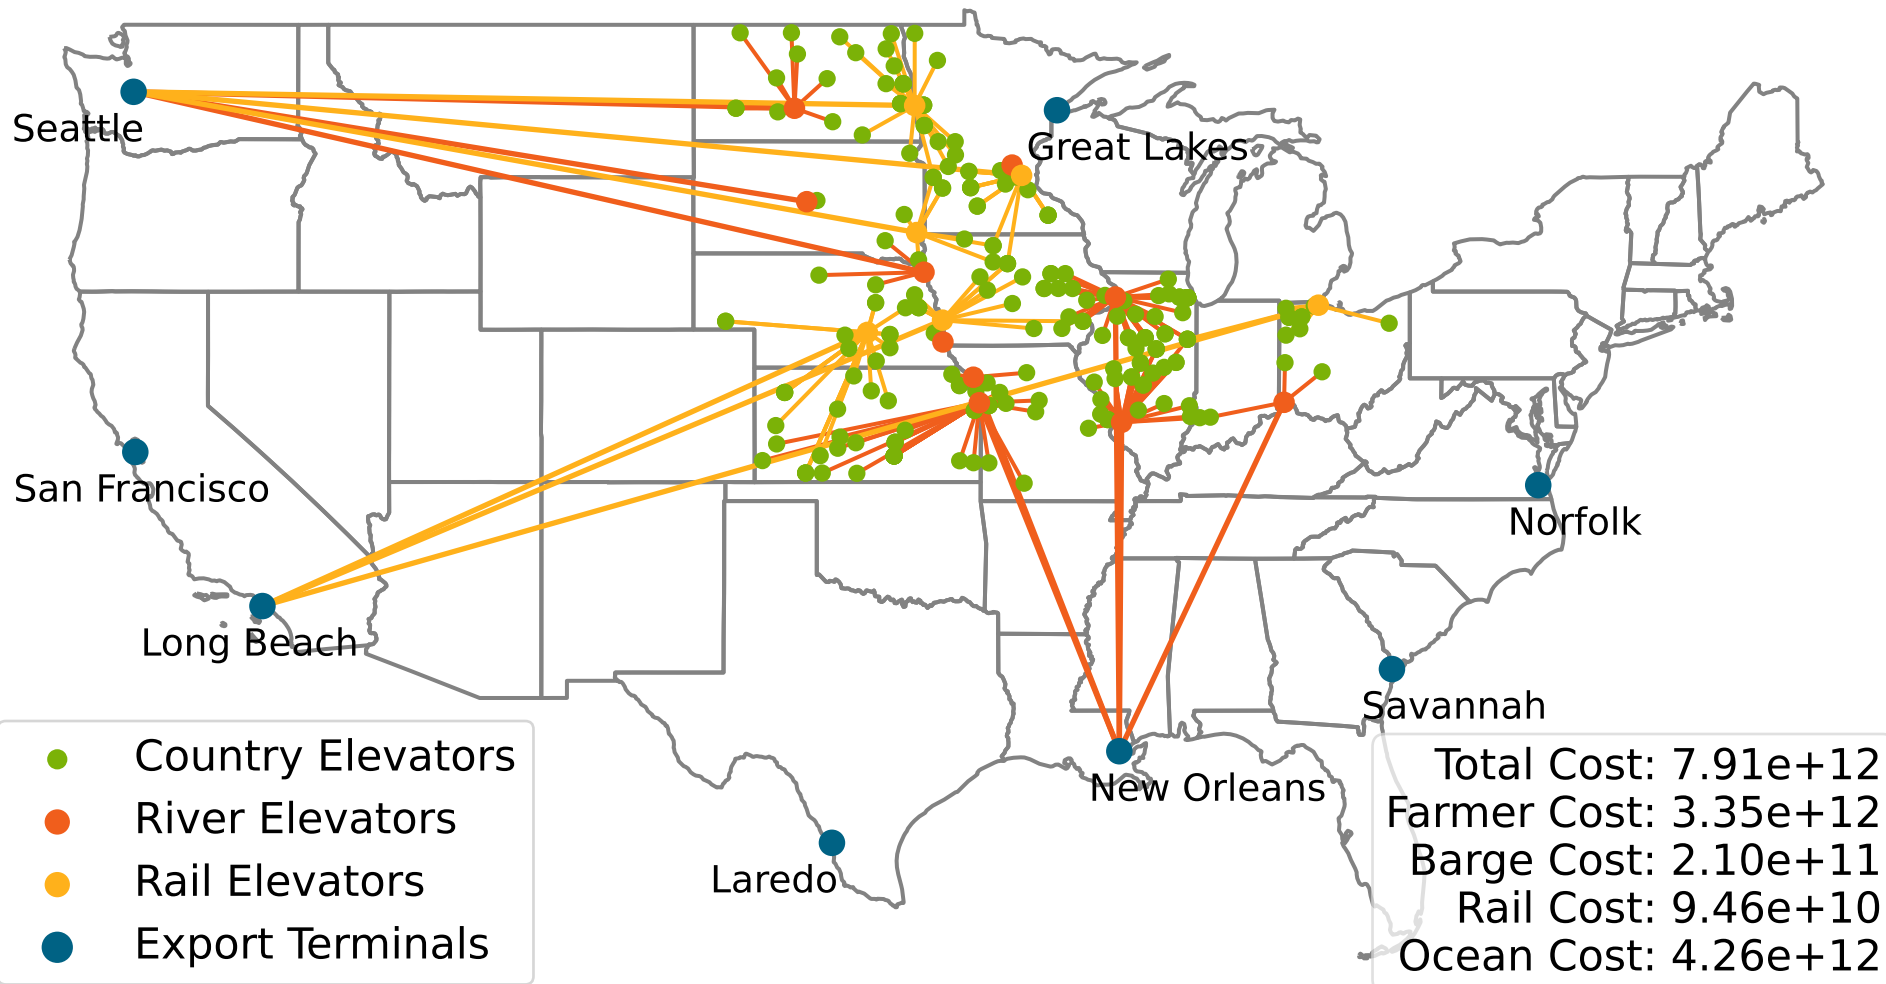 Seattle
Great Lakes
San Francisco
Norfolk
Long Beach
Savannah
New Orleans
Laredo
Country Elevators
River Elevators
Rail Elevators
Export Terminals
Total Cost: 7.91e+12
Farmer Cost: 3.35e+12
Barge Cost: 2.10e+11
Rail Cost: 9.46e+10
Ocean Cost: 4.26e+12